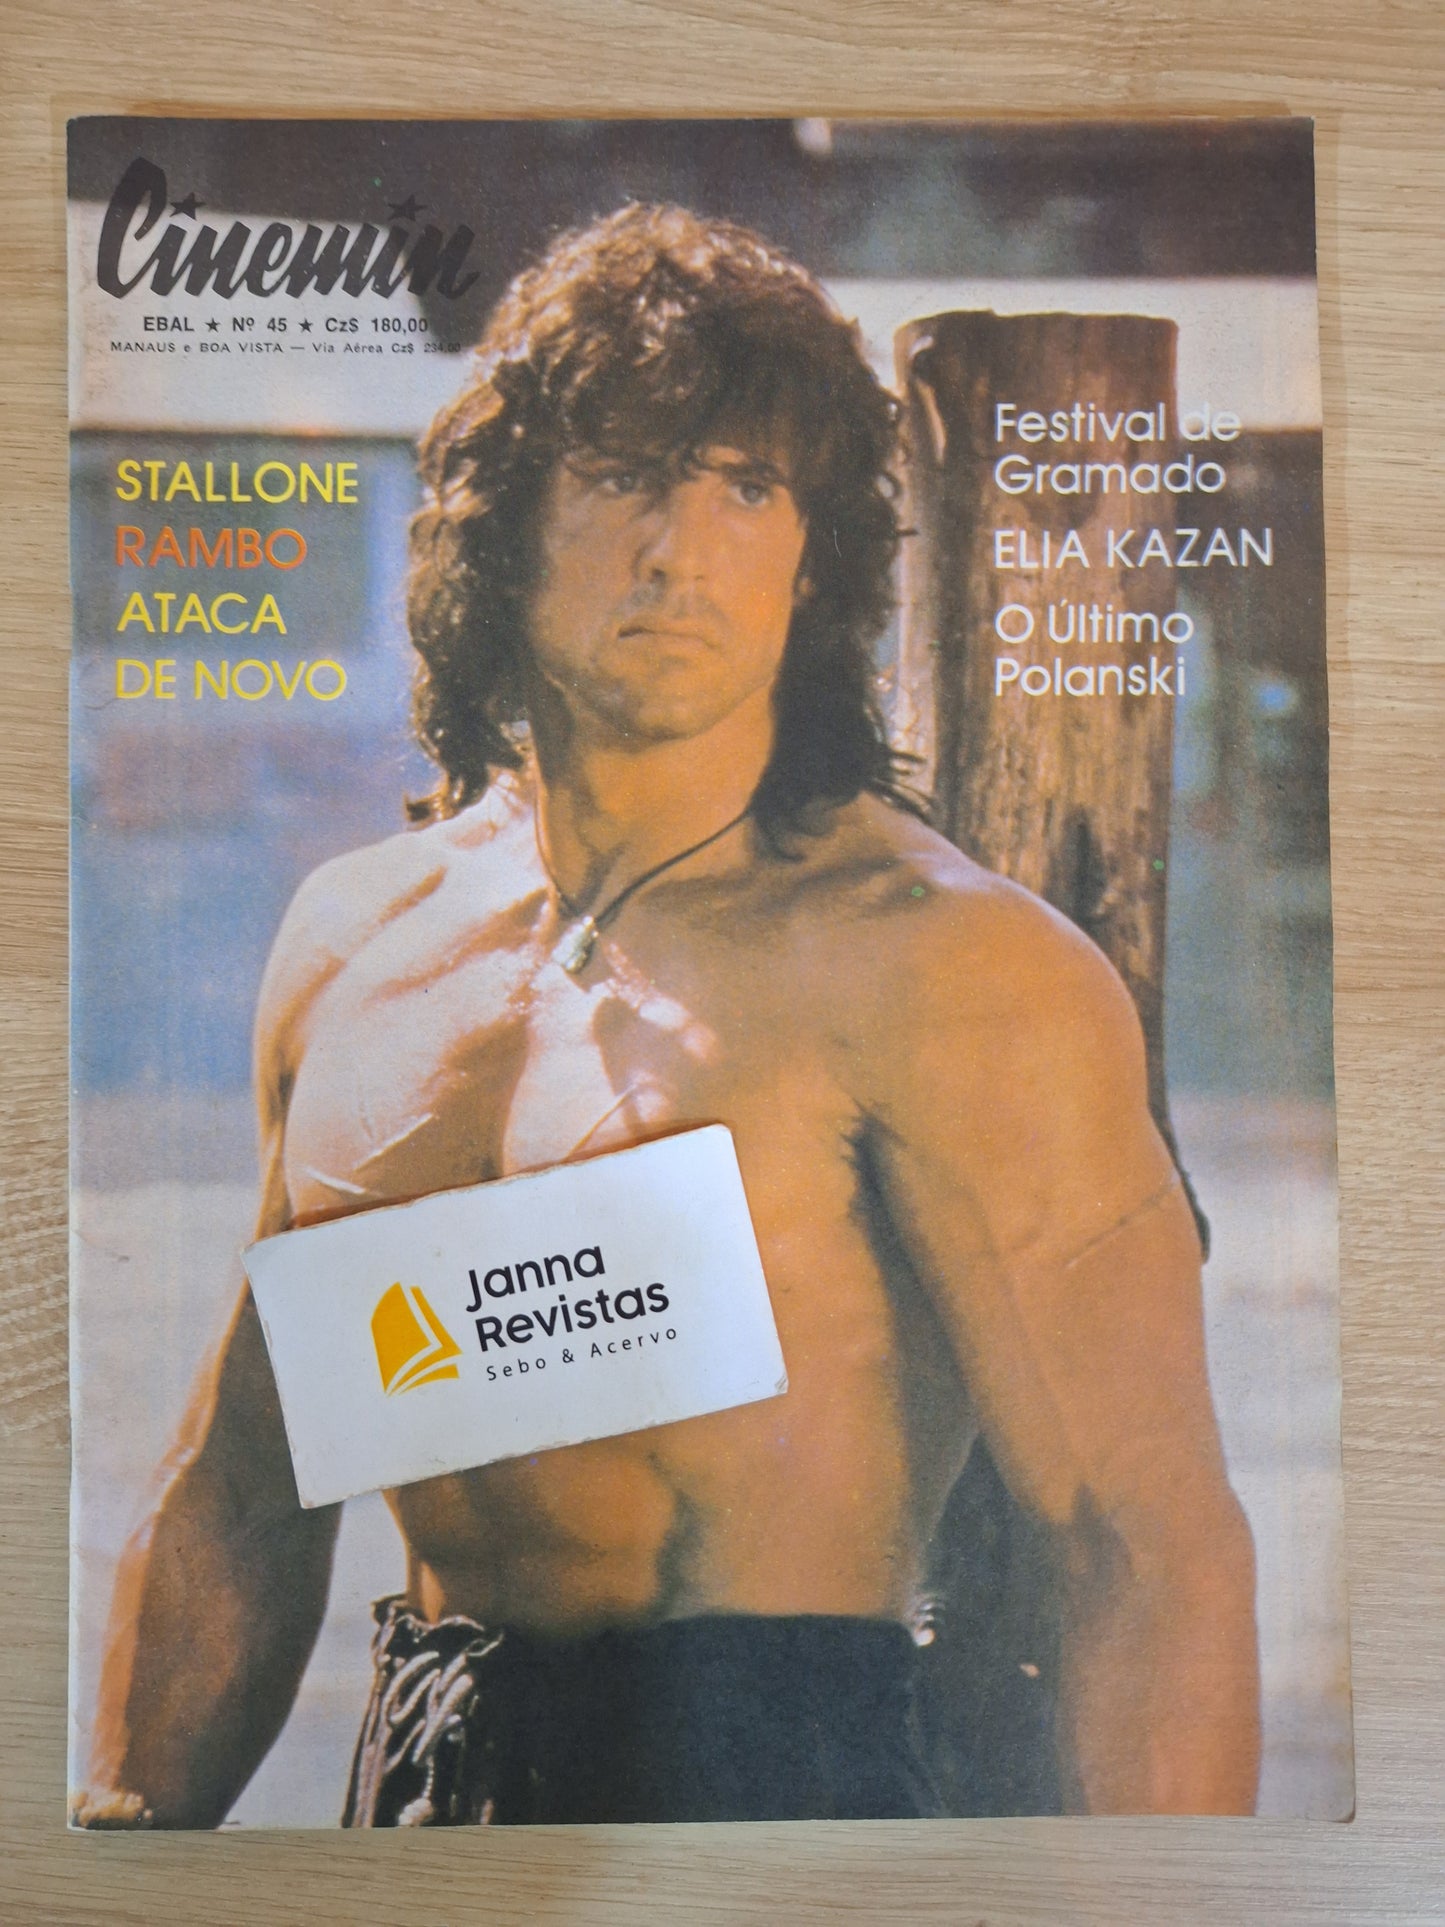 Cinemin
EBAL ★ Nº 45 ★ Cz$ 180,00
MANAUS e BOA VISTA — Via Aérea Cz$ 234,00
STALLONE
RAMBO
ATACA
DE NOVO
Festival de
Gramado
ELIA KAZAN
O Último
Polanski
Janna
Revistas
Sebo & Acervo